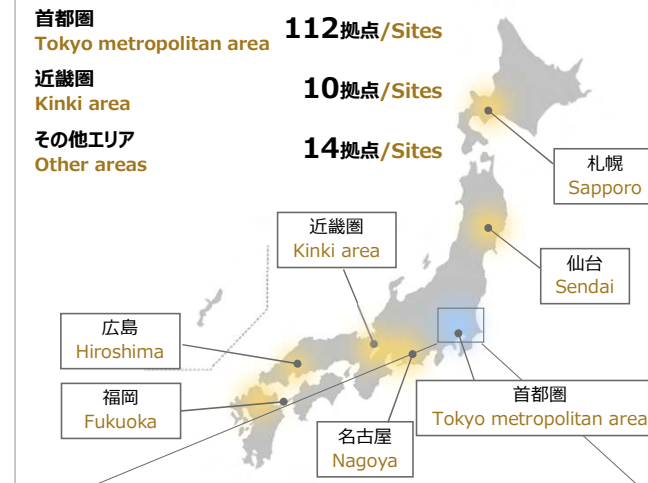 首都圏 112拠点/Sites
Tokyo metropolitan area
近畿圏 10拠点/Sites
Kinki area
その他エリア 14拠点/Sites
Other areas
札幌
Sapporo
近畿圏
Kinki area
仙台
Sendai
広島
Hiroshima
福岡
Fukuoka
首都圏
Tokyo metropolitan area
名古屋
Nagoya